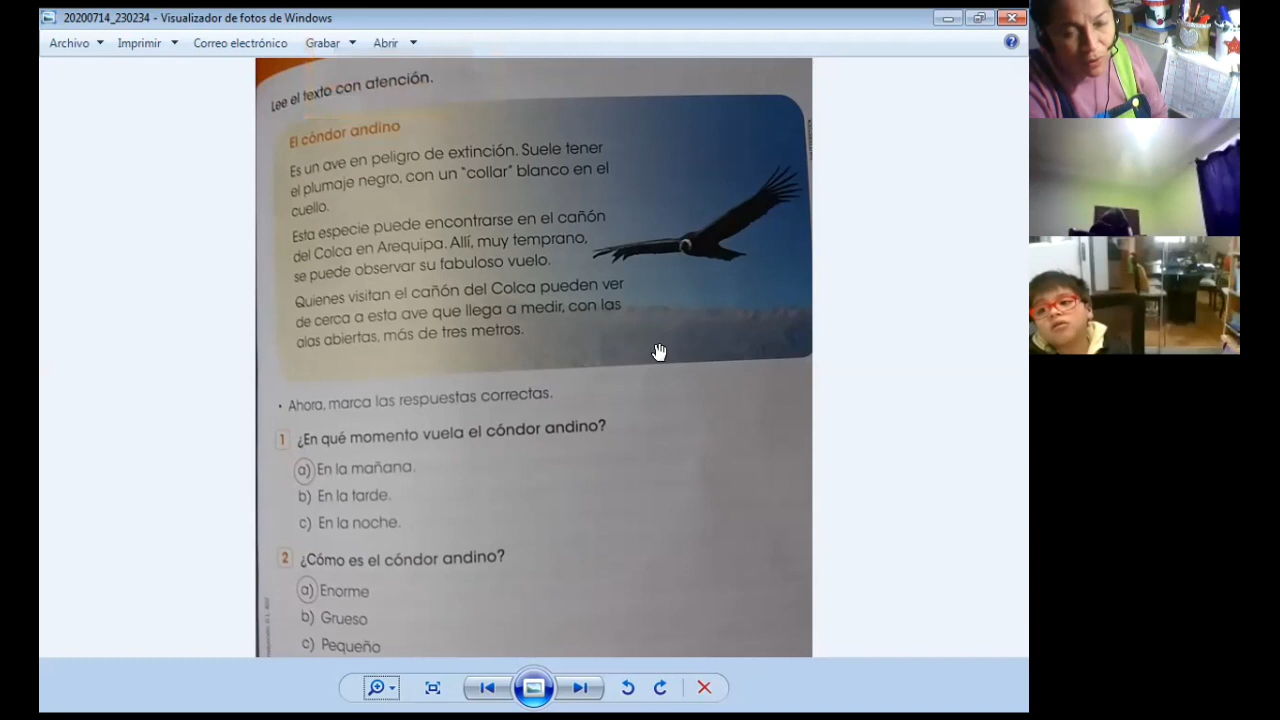 20200714_230234 - Visualizador de fotos de Windows
Archivo Imprimir Correo electrónico Grabar Abrir
Lee el texto con atención.
El cóndor andino
Es un ave en peligro de extinción. Suele tener
el plumaje negro, con un "collar" blanco en el
cuello.
Esta especie puede encontrarse en el cañón
del Colca en Arequipa. Allí, muy temprano,
se puede observar su fabuloso vuelo.
Quienes visitan el cañón del Colca pueden ver
de cerca a esta ave que llega a medir, con las
alas abiertas, más de tres metros.
• Ahora, marca las respuestas correctas.
1 ¿En qué momento vuela el cóndor andino?
a) En la mañana.
b) En la tarde.
c) En la noche.
2 ¿Cómo es el cóndor andino?
a) Enorme
b) Grueso
c) Pequeño